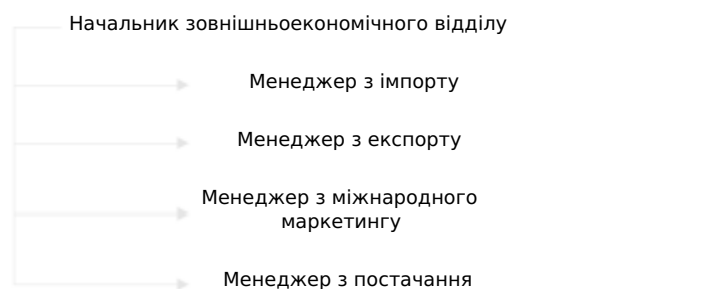 Начальник зовнішньоекономічного відділу
Менеджер з імпорту
Менеджер з експорту
Менеджер з міжнародного
маркетингу
Менеджер з постачання